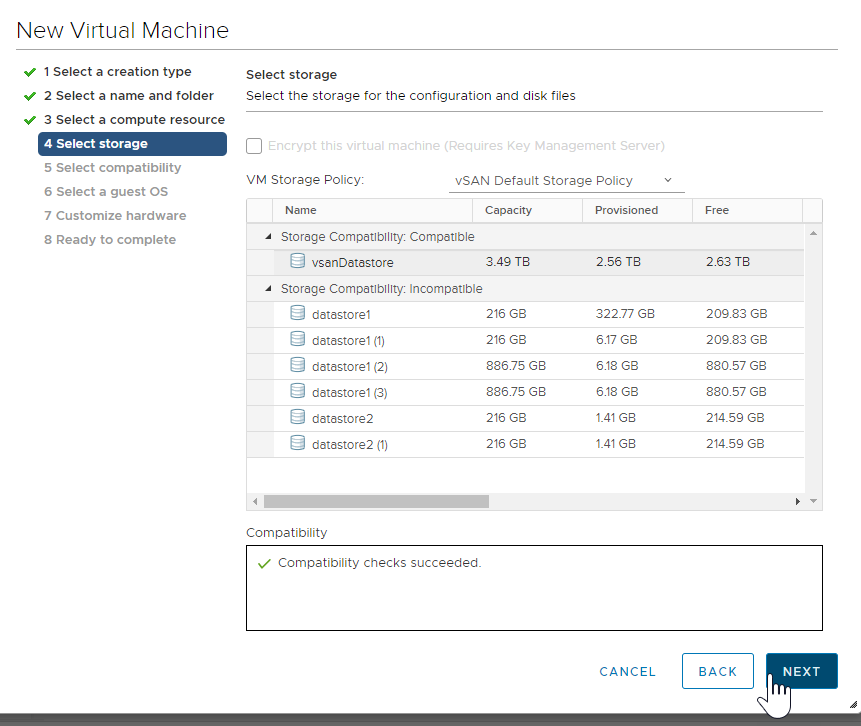 New Virtual Machine
1 Select a creation type
2 Select a name and folder
3 Select a compute resource
4 Select storage
5 Select compatibility
6 Select a guest OS
7 Customize hardware
8 Ready to complete
Select storage
Select the storage for the configuration and disk files
Encrypt this virtual machine (Requires Key Management Server)
VM Storage Policy: vSAN Default Storage Policy
Name Capacity Provisioned Free
Storage Compatibility: Compatible
vsanDatastore 3.49 TB 2.56 TB 2.63 TB
Storage Compatibility: Incompatible
datastore1 216 GB 322.77 GB 209.83 GB
datastore1 (1) 216 GB 6.17 GB 209.83 GB
datastore1 (2) 886.75 GB 6.18 GB 880.57 GB
datastore1 (3) 886.75 GB 6.18 GB 880.57 GB
datastore2 216 GB 1.41 GB 214.59 GB
datastore2 (1) 216 GB 1.41 GB 214.59 GB
Compatibility
Compatibility checks succeeded.
CANCEL BACK NEXT